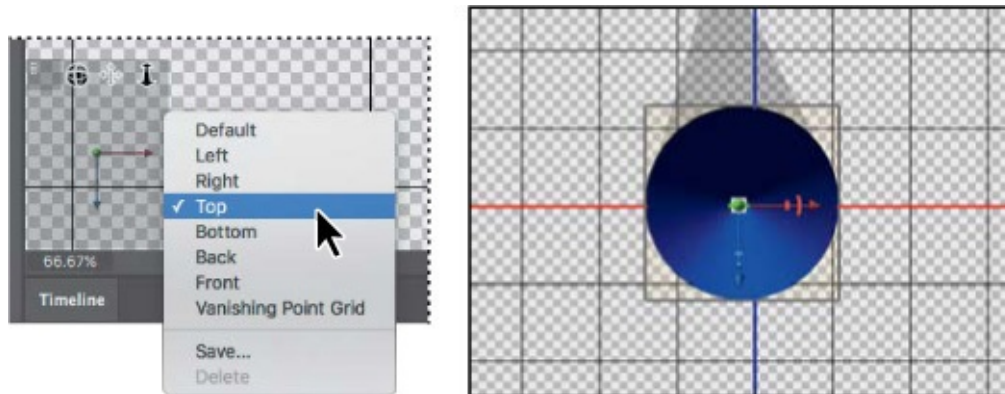 Default
Left
Right
✓ Top
Bottom
Back
Front
Vanishing Point Grid
Save...
Delete
66.67%
Timeline